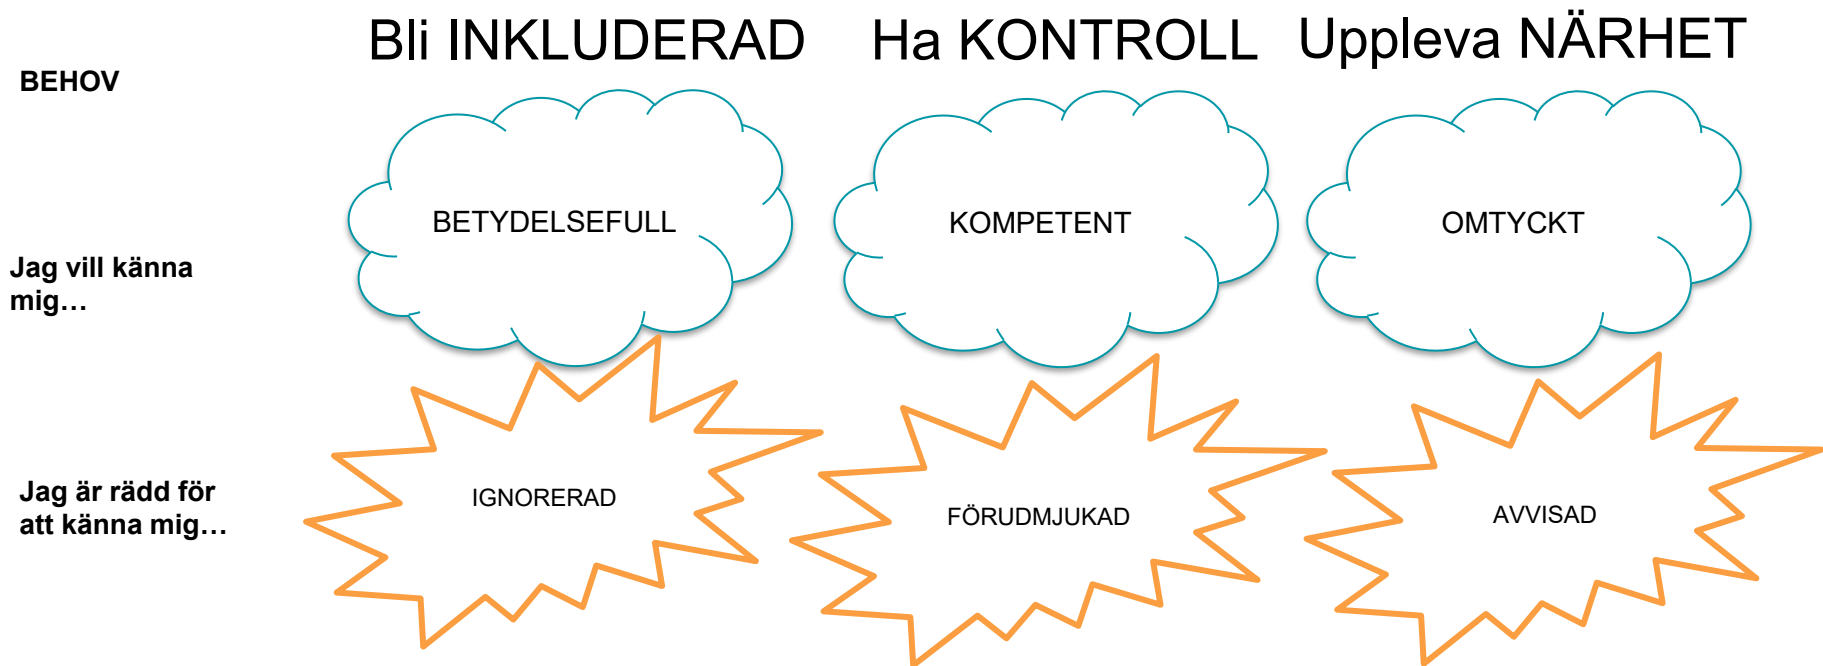 Bli INKLUDERAD
Ha KONTROLL
Uppleva NÄRHET
BEHOV
BETYDELSEFULL
KOMPETENT
OMTYCKT
Jag vill känna
mig…
Jag är rädd för
att känna mig…
IGNORERAD
FÖRUDMJUKAD
AVVISAD